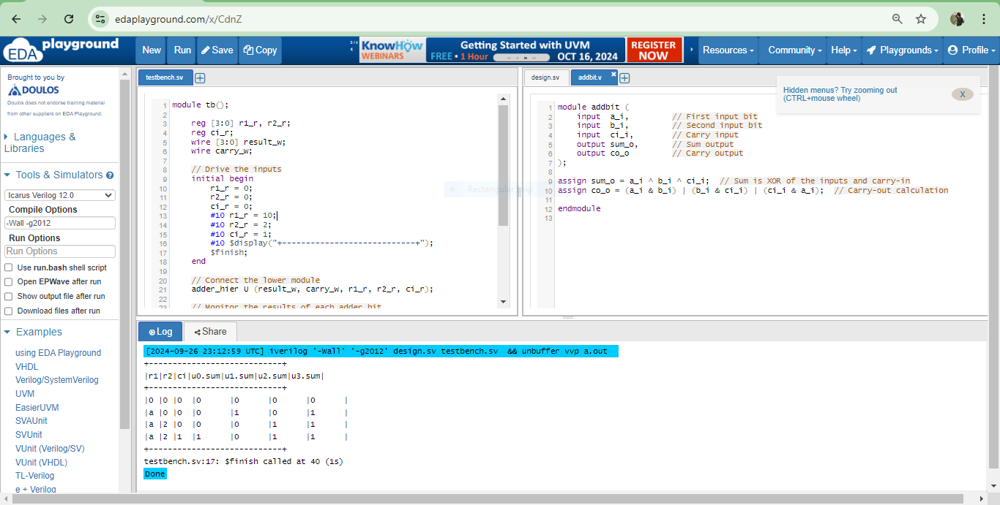 edaplayground.com/x/CdnZ
EDA playground
New
Run
Save
Copy
3/4
KnowHow
WEBINARS
Getting Started with UVM
FREE • 1 Hour
OCT 16, 2024
REGISTER
NOW
Resources
Community
Help
Playgrounds
Profile
Brought to you by
DOULOS
Doulos does not endorse training material
from other suppliers on EDA Playground.
Languages &
Libraries
Tools & Simulators
Icarus Verilog 12.0
Compile Options
-Wall -g2012
Run Options
Run Options
Use run.bash shell script
Open EPWave after run
Show output file after run
Download files after run
Examples
using EDA Playground
VHDL
Verilog/SystemVerilog
UVM
EasierUVM
SVAUnit
SVUnit
VUnit (Verilog/SV)
VUnit (VHDL)
TL-Verilog
e + Verilog
testbench.sv
1 module tb();
2
3 reg [3:0] r1_r, r2_r;
4 reg ci_r;
5 wire [3:0] result_w;
6 wire carry_w;
7
8 // Drive the inputs
9 initial begin
10 r1_r = 0;
11 r2_r = 0;
12 ci_r = 0;
13 #10 r1_r = 10;
14 #10 r2_r = 2;
15 #10 ci_r = 1;
16 #10 $display("+----------------------------+");
17 $finish;
18 end
19
20 // Connect the lower module
21 adder_hier U (result_w, carry_w, r1_r, r2_r, ci_r);
22
23 // Monitor the results of each adder bit
design.sv
addbit.v
Hidden menus? Try zooming out
(CTRL+mouse wheel)
X
1 module addbit (
2 input a_i, // First input bit
3 input b_i, // Second input bit
4 input ci_i, // Carry input
5 output sum_o, // Sum output
6 output co_o // Carry output
7 );
8
9 assign sum_o = a_i ^ b_i ^ ci_i; // Sum is XOR of the inputs and carry-in
10 assign co_o = (a_i & b_i) | (b_i & ci_i) | (ci_i & a_i); // Carry-out calculation
11
12 endmodule
13
Rectangular Snip
Log
Share
[2024-09-26 23:12:59 UTC] iverilog '-Wall' '-g2012' design.sv testbench.sv && unbuffer vvp a.out
+----------------------------+
|r1|r2|ci|u0.sum|u1.sum|u2.sum|u3.sum|
+----------------------------+
|0 |0 |0 |0 |0 |0 |0 |
|a |0 |0 |0 |1 |0 |1 |
|a |2 |0 |0 |0 |1 |1 |
|a |2 |1 |1 |0 |1 |1 |
+----------------------------+
testbench.sv:17: $finish called at 40 (1s)
Done